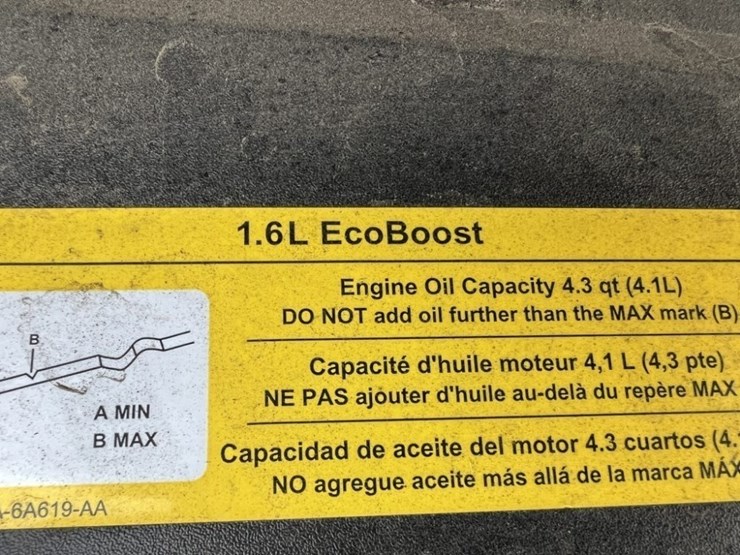 1.6L EcoBoost
Engine Oil Capacity 4.3 qt (4.1L)
DO NOT add oil further than the MAX mark (B)
Capacité d'huile moteur 4,1 L (4,3 pte)
NE PAS ajouter d'huile au-delà du repère MAX
Capacidad de aceite del motor 4.3 cuartos (4.
NO agregue aceite más allá de la marca MÁX
B
A MIN
B MAX
-6A619-AA